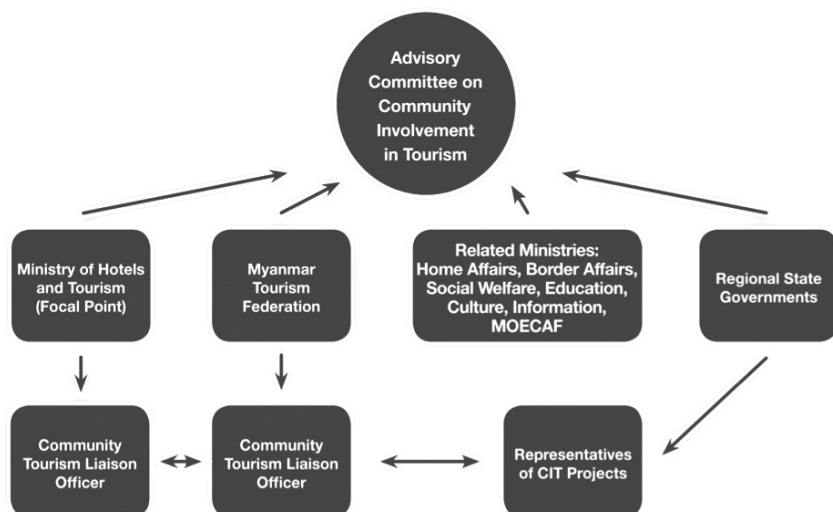 Advisory
Committee on
Community
Involvement
in Tourism
Ministry of Hotels
and Tourism
(Focal Point)
Myanmar
Tourism
Federation
Related Ministries:
Home Affairs, Border Affairs,
Social Welfare, Education,
Culture, Information,
MOECAF
Regional State
Governments
Community
Tourism Liaison
Officer
Community
Tourism Liaison
Officer
Representatives
of CIT Projects